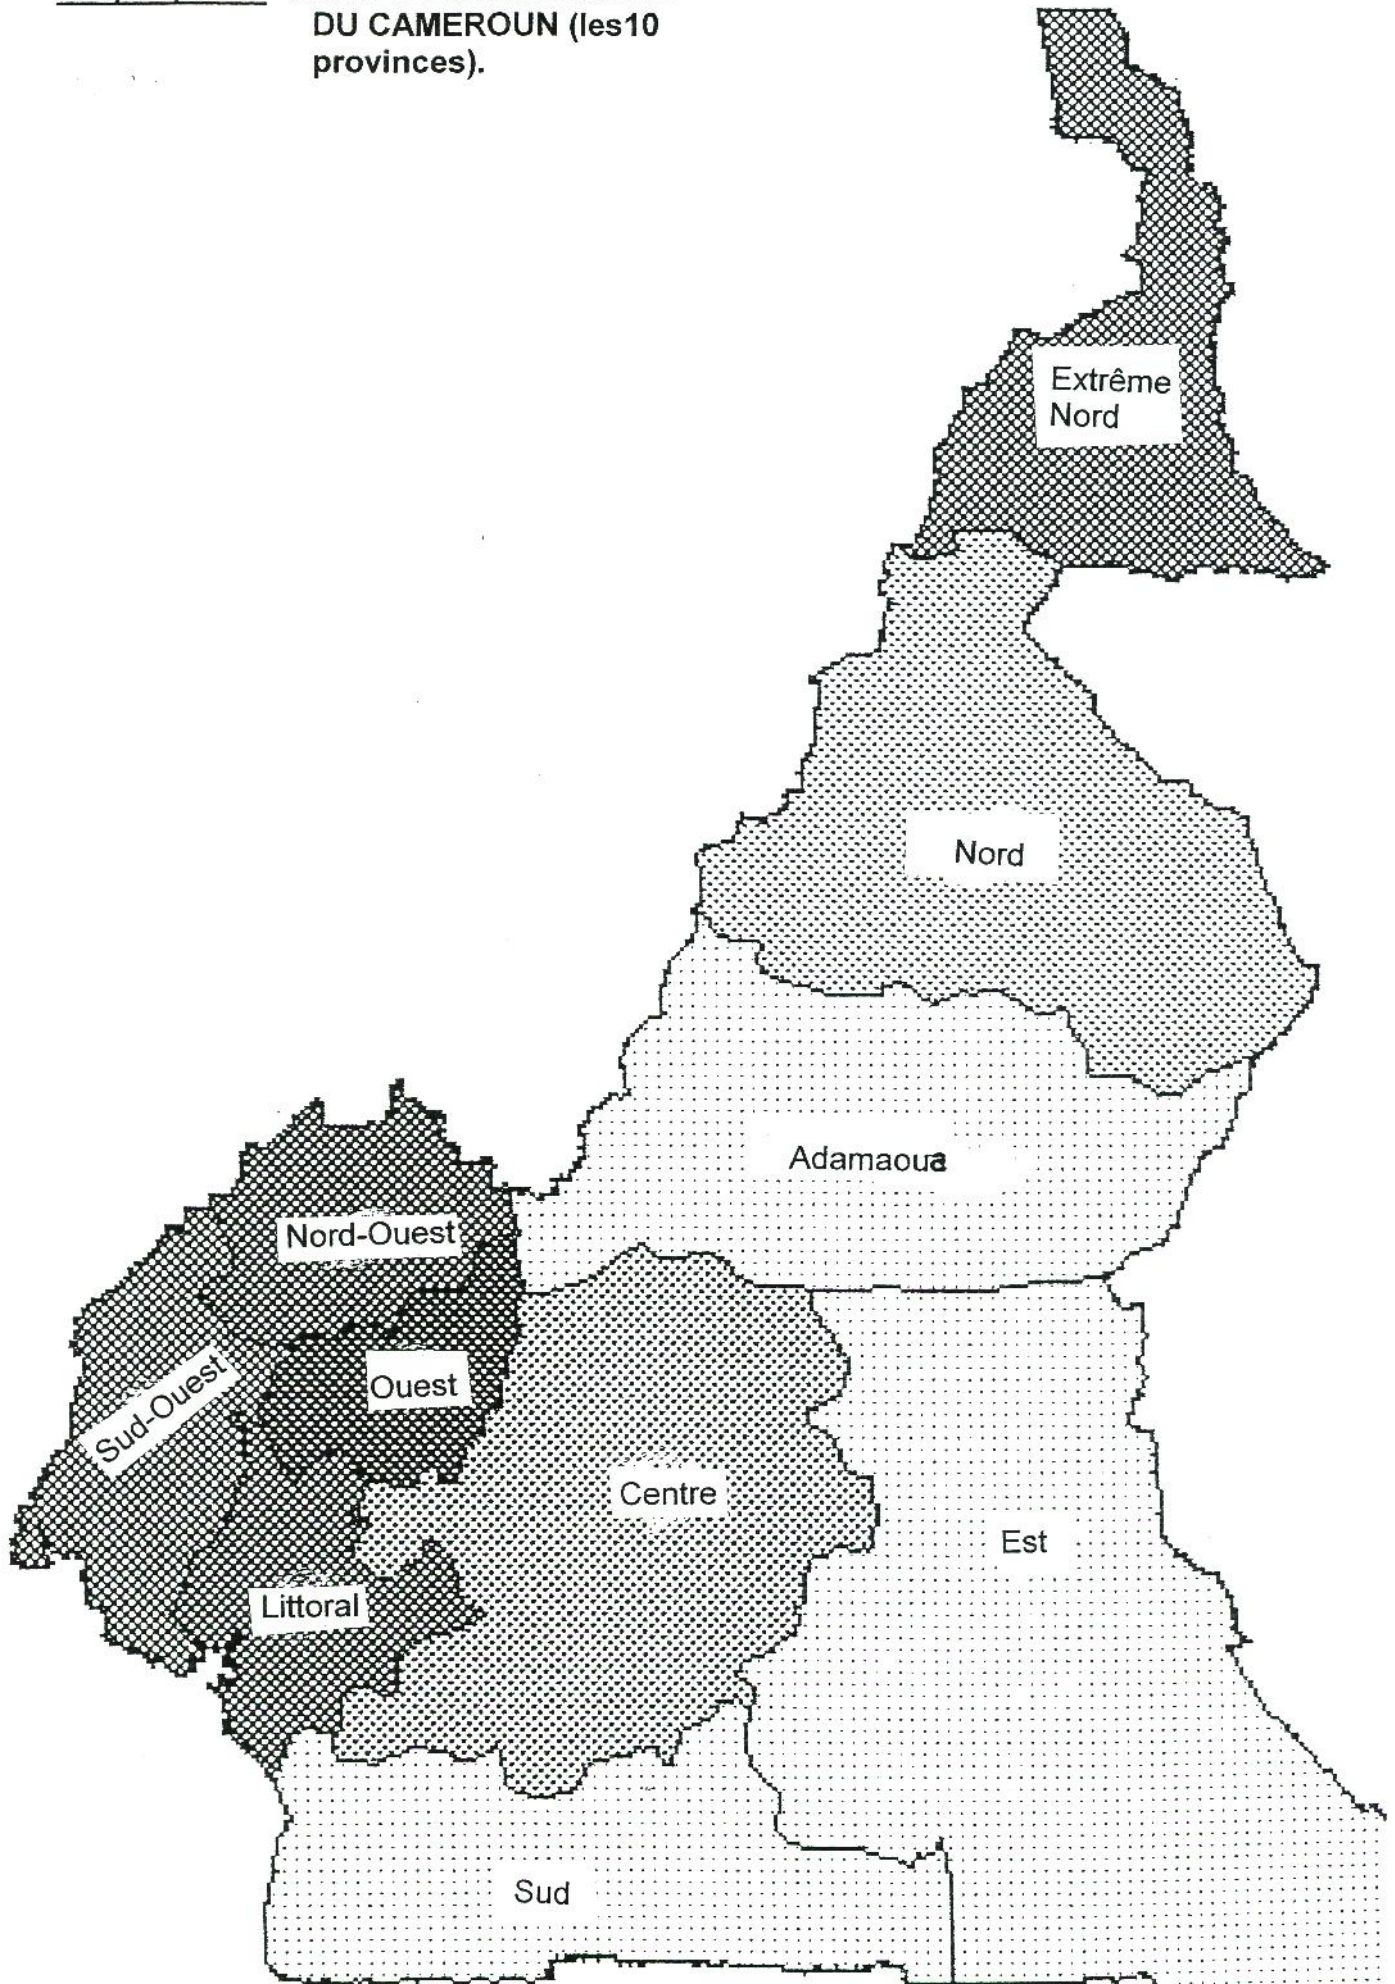 DU CAMEROUN (les10
provinces).
Extrême
Nord
Nord
Adamaoua
Nord-Ouest
Ouest
Sud-Ouest
Centre
Est
Littoral
Sud